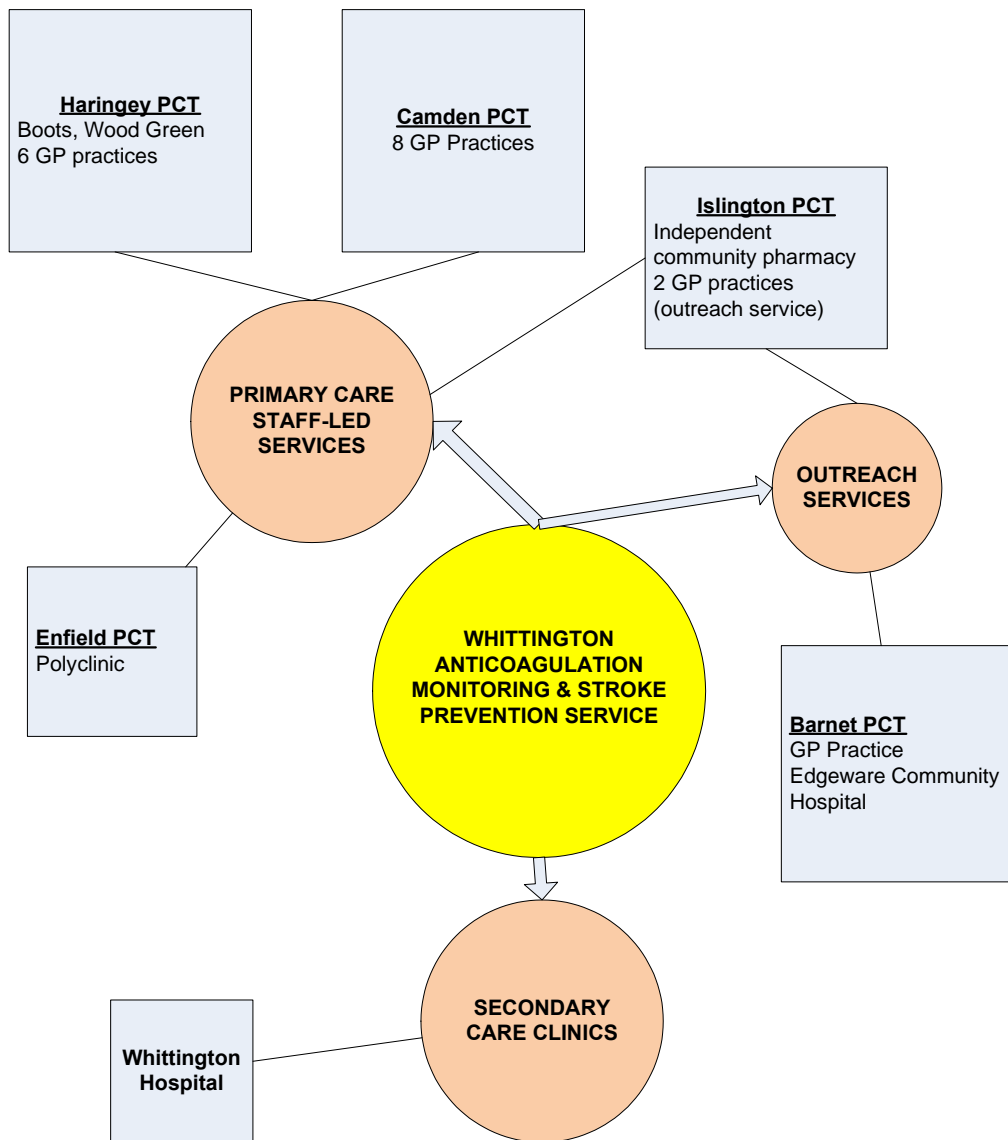 Haringey PCT
Boots, Wood Green
6 GP practices
Camden PCT
8 GP Practices
Islington PCT
Independent
community pharmacy
2 GP practices
(outreach service)
PRIMARY CARE
STAFF-LED
SERVICES
OUTREACH
SERVICES
Enfield PCT
Polyclinic
WHITTINGTON
ANTICOAGULATION
MONITORING & STROKE
PREVENTION SERVICE
Barnet PCT
GP Practice
Edgeware Community
Hospital
SECONDARY
CARE CLINICS
Whittington
Hospital